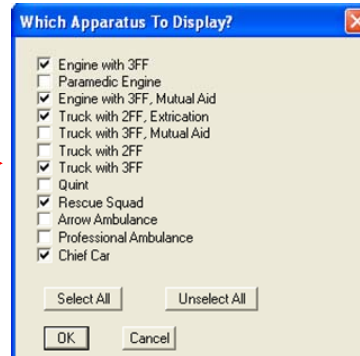 Which Apparatus To Display?
Engine with 3FF
Paramedic Engine
Engine with 3FF, Mutual Aid
Truck with 2FF, Extrication
Truck with 3FF, Mutual Aid
Truck with 2FF
Truck with 3FF
Quint
Rescue Squad
Arrow Ambulance
Professional Ambulance
Chief Car
Select All Unselect All
OK Cancel